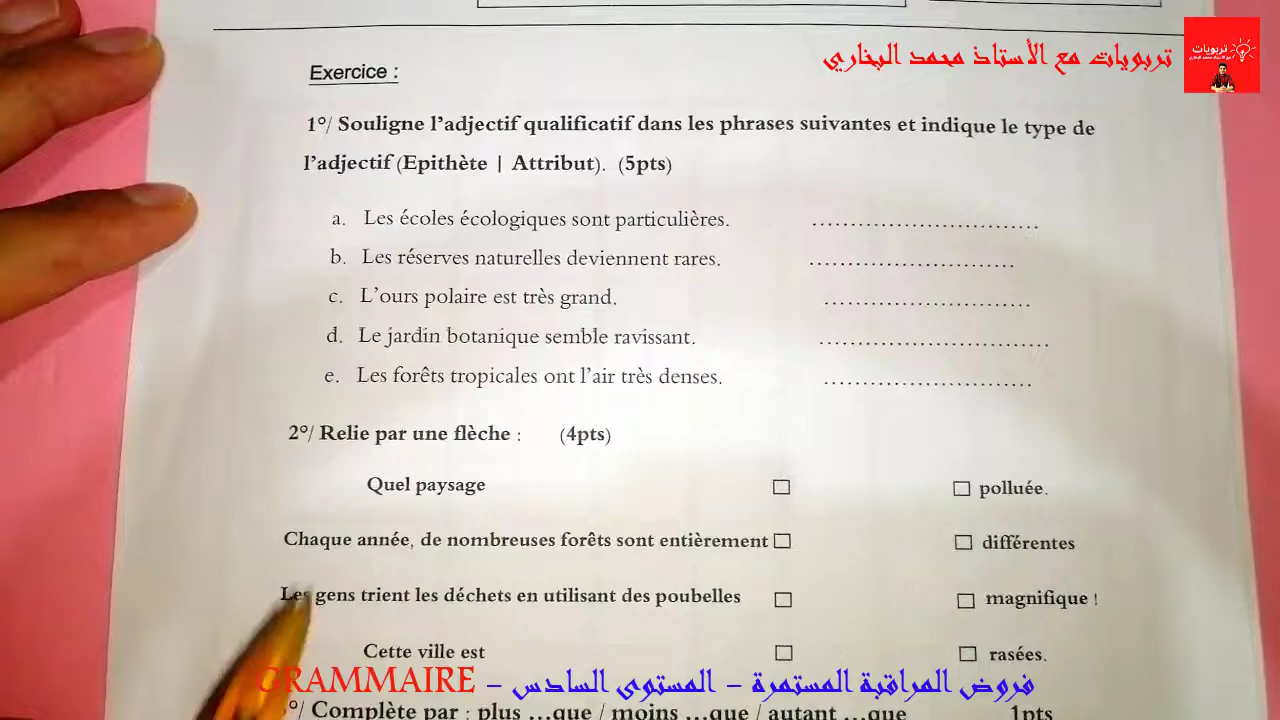 تربويات مع الأستاذ محمد البخاري
تربويات
Exercice :
1°/ Souligne l'adjectif qualificatif dans les phrases suivantes et indique le type de
l'adjectif (Epithète | Attribut). (5pts)
a. Les écoles écologiques sont particulières. ..............................
b. Les réserves naturelles deviennent rares. ...........................
c. L'ours polaire est très grand. ...........................
d. Le jardin botanique semble ravissant. ..............................
e. Les forêts tropicales ont l'air très denses. ...........................
2°/ Relie par une flèche : (4pts)
Quel paysage □ □ polluée.
Chaque année, de nombreuses forêts sont entièrement □ □ différentes
Les gens trient les déchets en utilisant des poubelles □ □ magnifique !
Cette ville est □ □ rasées.
GRAMMAIRE – فروض المراقبة المستمرة – المستوى السادس
°/ Complète par : plus ...que / moins ...que / autant ...que 1pts